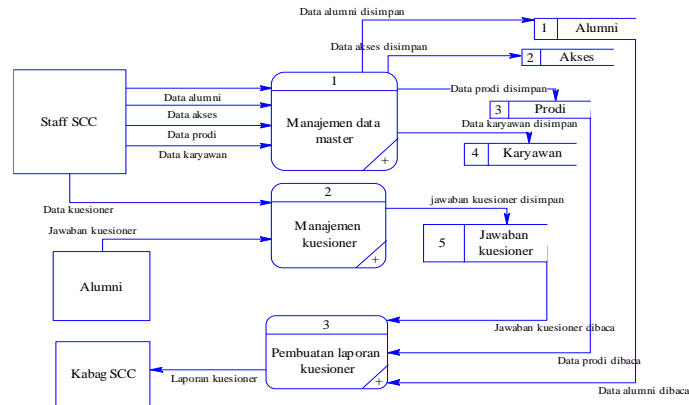 Data alumni disimpan
1 Alumni
Data akses disimpan
2 Akses
Staff SCC
Data alumni
Data akses
Data prodi
Data karyawan
1
Manajemen data
master
+
Data prodi disimpan
3 Prodi
Data karyawan disimpan
4 Karyawan
Data kuesioner
2
Manajemen
kuesioner
+
jawaban kuesioner disimpan
5 Jawaban
kuesioner
Jawaban kuesioner
Alumni
3
Pembuatan laporan
kuesioner
+
Jawaban kuesioner dibaca
Data prodi dibaca
Data alumni dibaca
Kabag SCC
Laporan kuesioner